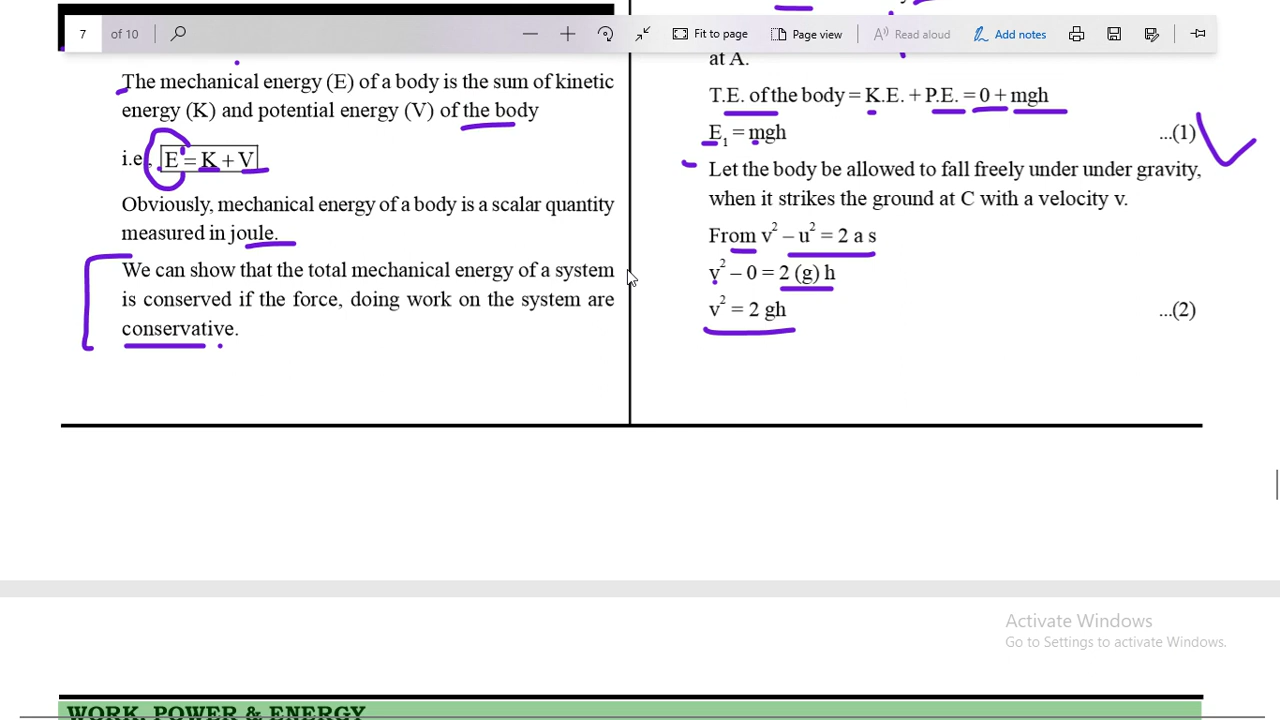 7 of 10 Fit to page Page view Read aloud Add notes
The mechanical energy (E) of a body is the sum of kinetic
energy (K) and potential energy (V) of the body
i.e., E = K + V
Obviously, mechanical energy of a body is a scalar quantity
measured in joule.
We can show that the total mechanical energy of a system
is conserved if the force, doing work on the system are
conservative.
at A.
T.E. of the body = K.E. + P.E. = 0 + mgh
E₁ = mgh ...(1)
Let the body be allowed to fall freely under under gravity,
when it strikes the ground at C with a velocity v.
From v² – u² = 2 a s
v² – 0 = 2 (g) h
v² = 2 gh ...(2)
Activate Windows
Go to Settings to activate Windows.
WORK, POWER & ENERGY